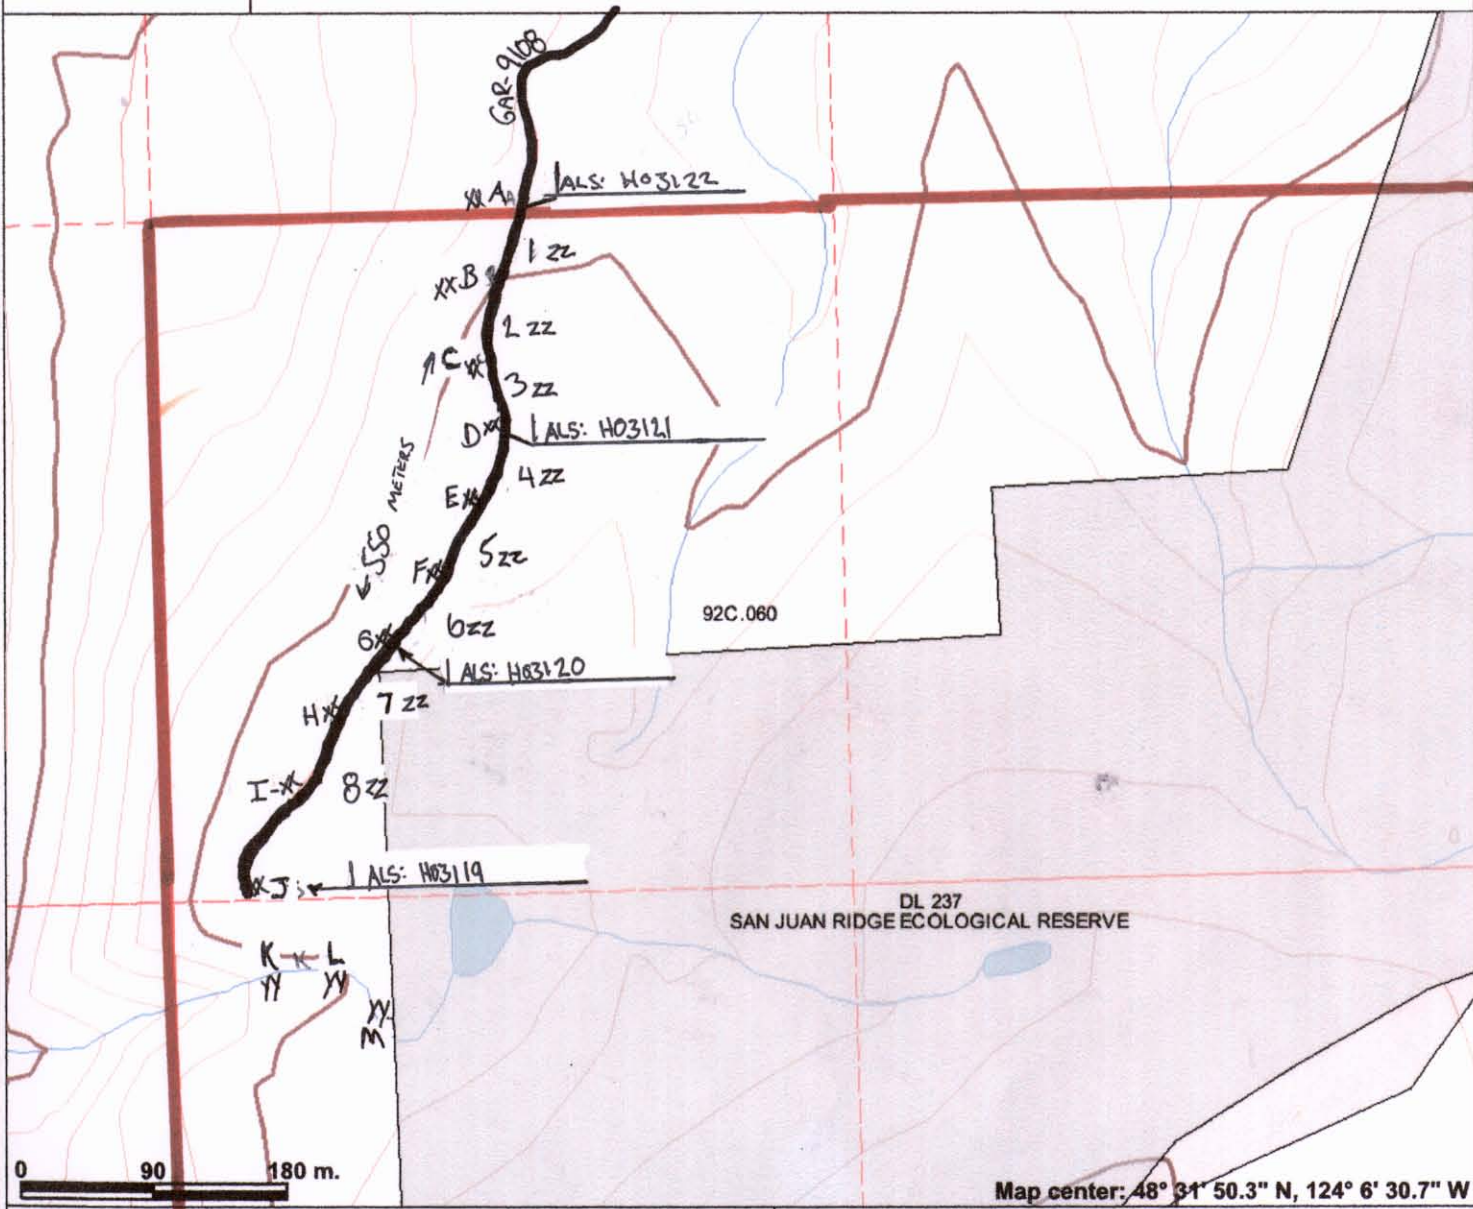 GAR-9108
XX A A
ALS: H03122
1 ZZ
XX B
2 ZZ
C XX
3 ZZ
D XX
ALS: H03121
4 ZZ
E XX
550 METERS
5 ZZ
F XX
92C.060
6 ZZ
G XX
ALS: H03120
7 ZZ
H XX
I-XX
8 ZZ
X J
ALS: H03119
DL 237
SAN JUAN RIDGE ECOLOGICAL RESERVE
K K L
YY YY
YY
M
0 90 180 m.
Map center: 48° 31' 50.3" N, 124° 6' 30.7" W